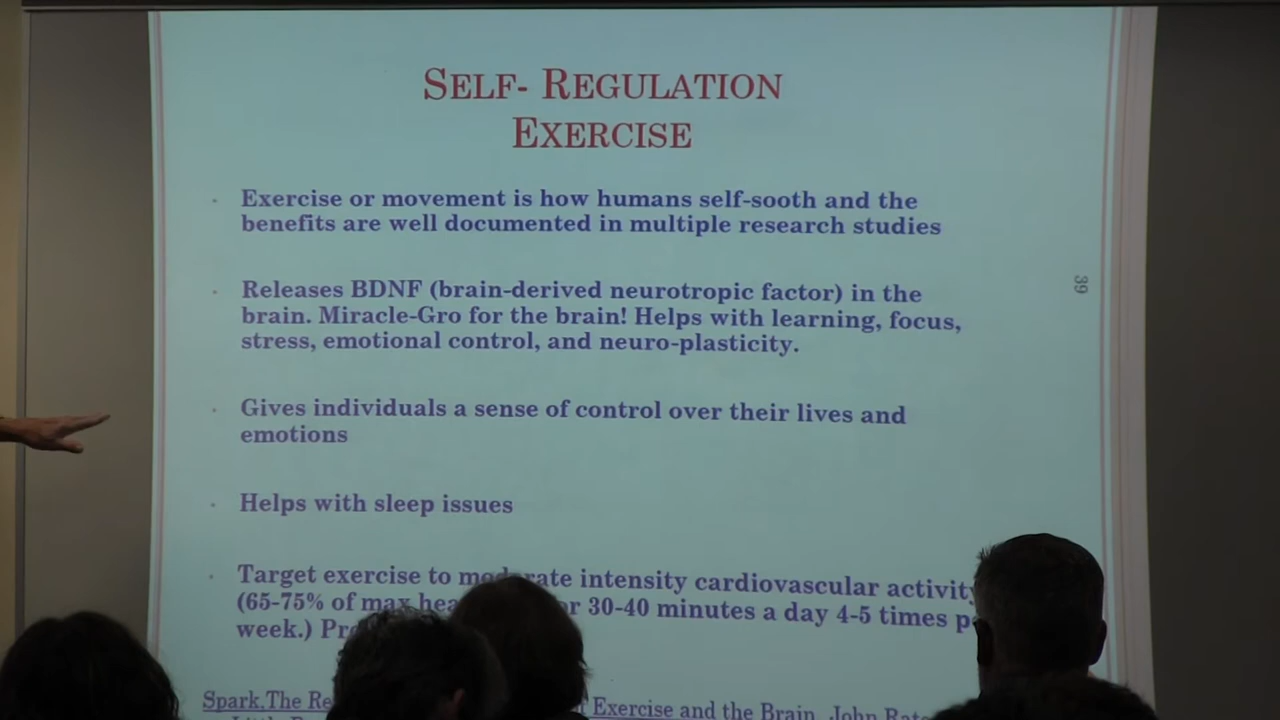 SELF- REGULATION
EXERCISE
Exercise or movement is how humans self-sooth and the
benefits are well documented in multiple research studies
39
Releases BDNF (brain-derived neurotropic factor) in the
brain. Miracle-Gro for the brain! Helps with learning, focus,
stress, emotional control, and neuro-plasticity.
Gives individuals a sense of control over their lives and
emotions
Helps with sleep issues
Target exercise to moderate intensity cardiovascular activity
(65-75% of max 30-40 minutes a day 4-5 times
week.)
Spark.The Exercise and the Brain, John